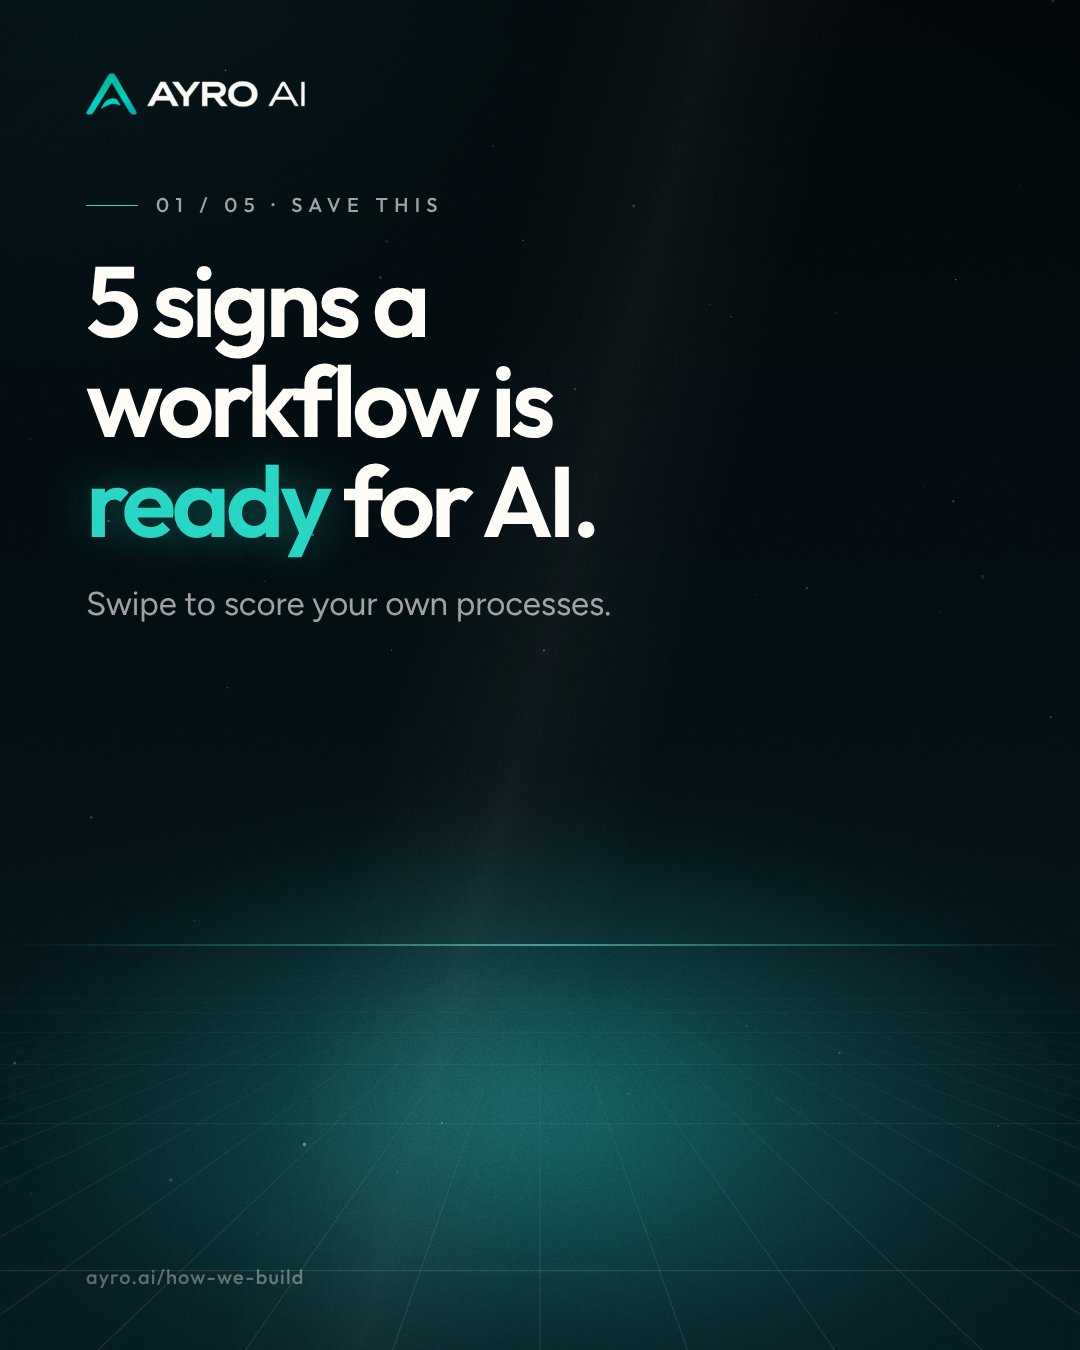 AYRO AI
01 / 05 · SAVE THIS
5 signs a
workflow is
ready for AI.
Swipe to score your own processes.
ayro.ai/how-we-build